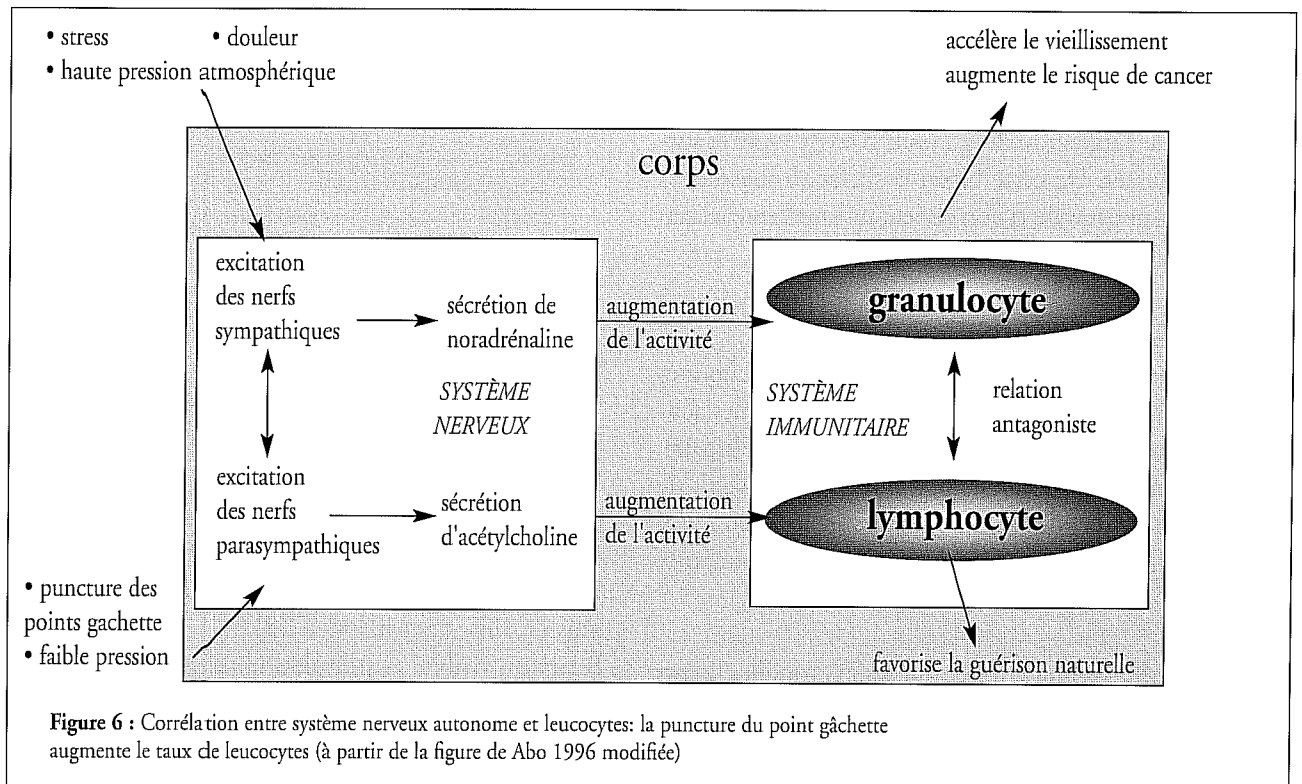 • stress • douleur
• haute pression atmosphérique
accélère le vieillissement
augmente le risque de cancer
corps
excitation
des nerfs
sympathiques
sécrétion de
noradrénaline
augmentation
de l'activité
granulocyte
SYSTÈME
NERVEUX
SYSTÈME
IMMUNITAIRE
relation
antagoniste
excitation
des nerfs
parasympathiques
sécrétion
d'acétylcholine
augmentation
de l'activité
lymphocyte
• puncture des
points gachette
• faible pression
favorise la guérison naturelle
Figure 6 : Corrélation entre système nerveux autonome et leucocytes: la puncture du point gâchette
augmente le taux de leucocytes (à partir de la figure de Abo 1996 modifiée)